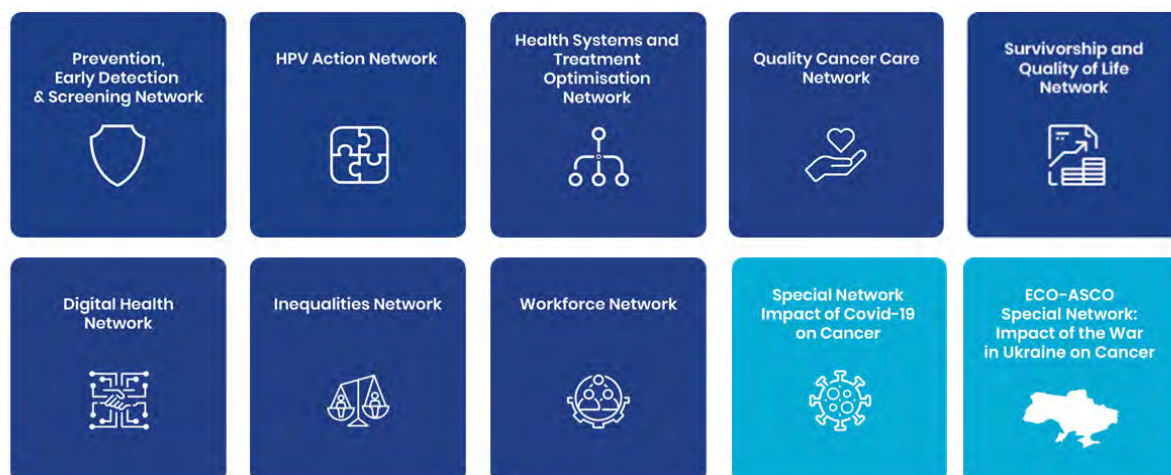 Prevention,
Early Detection
& Screening Network
HPV Action Network
Health Systems and
Treatment
Optimisation
Network
Quality Cancer Care
Network
Survivorship and
Quality of Life
Network
Digital Health
Network
Inequalities Network
Workforce Network
Special Network
Impact of Covid-19
on Cancer
ECO-ASCO
Special Network:
Impact of the War
in Ukraine on Cancer